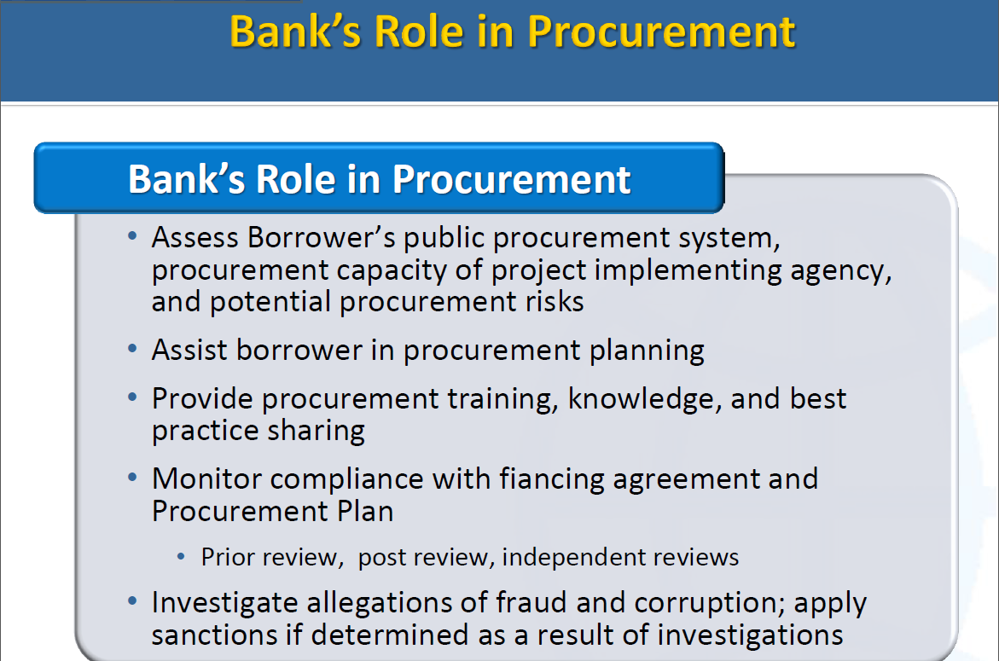 Bank’s Role in Procurement
Bank’s Role in Procurement
• Assess Borrower’s public procurement system,
procurement capacity of project implementing agency,
and potential procurement risks
• Assist borrower in procurement planning
• Provide procurement training, knowledge, and best
practice sharing
• Monitor compliance with fiancing agreement and
Procurement Plan
• Prior review,  post review, independent reviews
• Investigate allegations of fraud and corruption; apply
sanctions if determined as a result of investigations